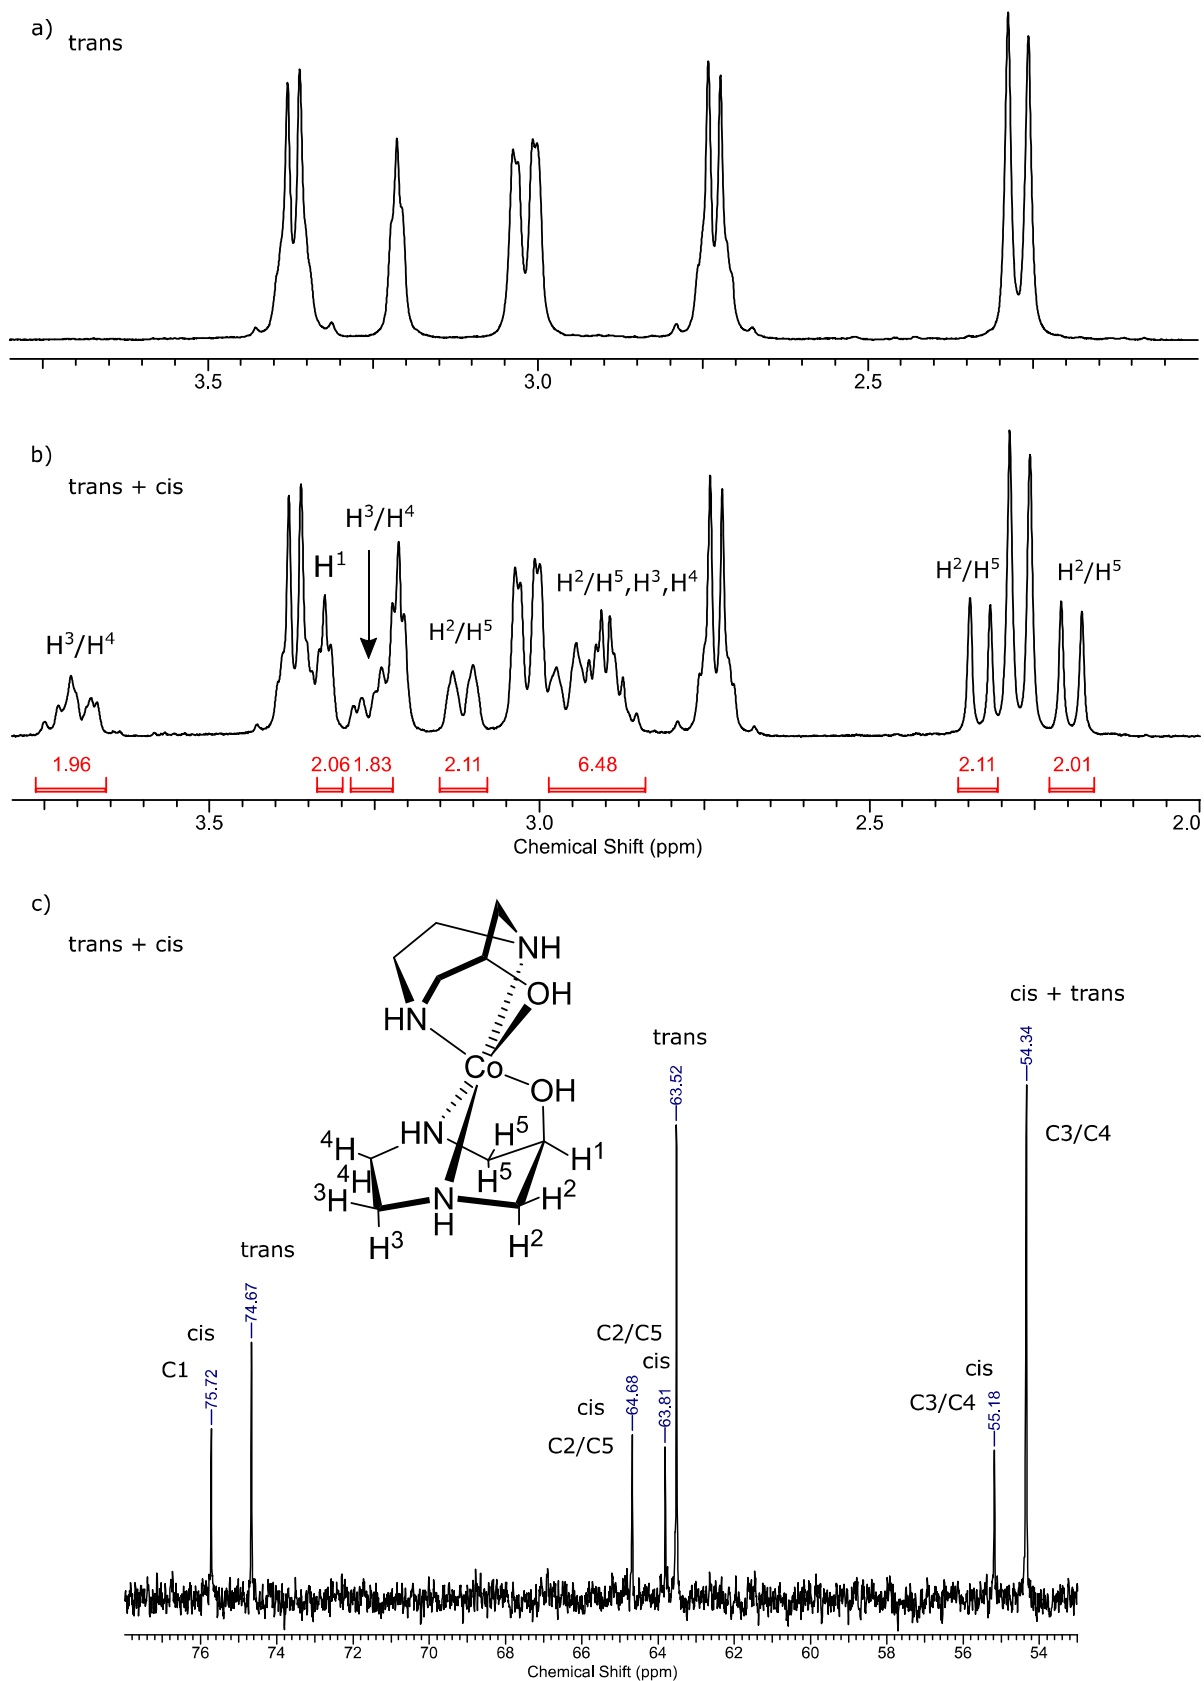 a) trans
3.5 3.0 2.5
b)
trans + cis
H³/H⁴
H¹
H³/H⁴
H²/H⁵
H²/H⁵,H³,H⁴
H²/H⁵
H²/H⁵
1.96 2.06 1.83 2.11 6.48 2.11 2.01
3.5 3.0 2.5 2.0
Chemical Shift (ppm)
c)
trans + cis
NH
OH
HN
Co
OH
HN H⁵
⁴H H⁵ H¹
⁴H
³H N H²
H
H³ H²
cis + trans
54.34
C3/C4
trans
63.52
trans
74.67
cis
C1
75.72
C2/C5
cis
63.81
cis
C2/C5
64.68
cis
C3/C4
55.18
76 74 72 70 68 66 64 62 60 58 56 54
Chemical Shift (ppm)